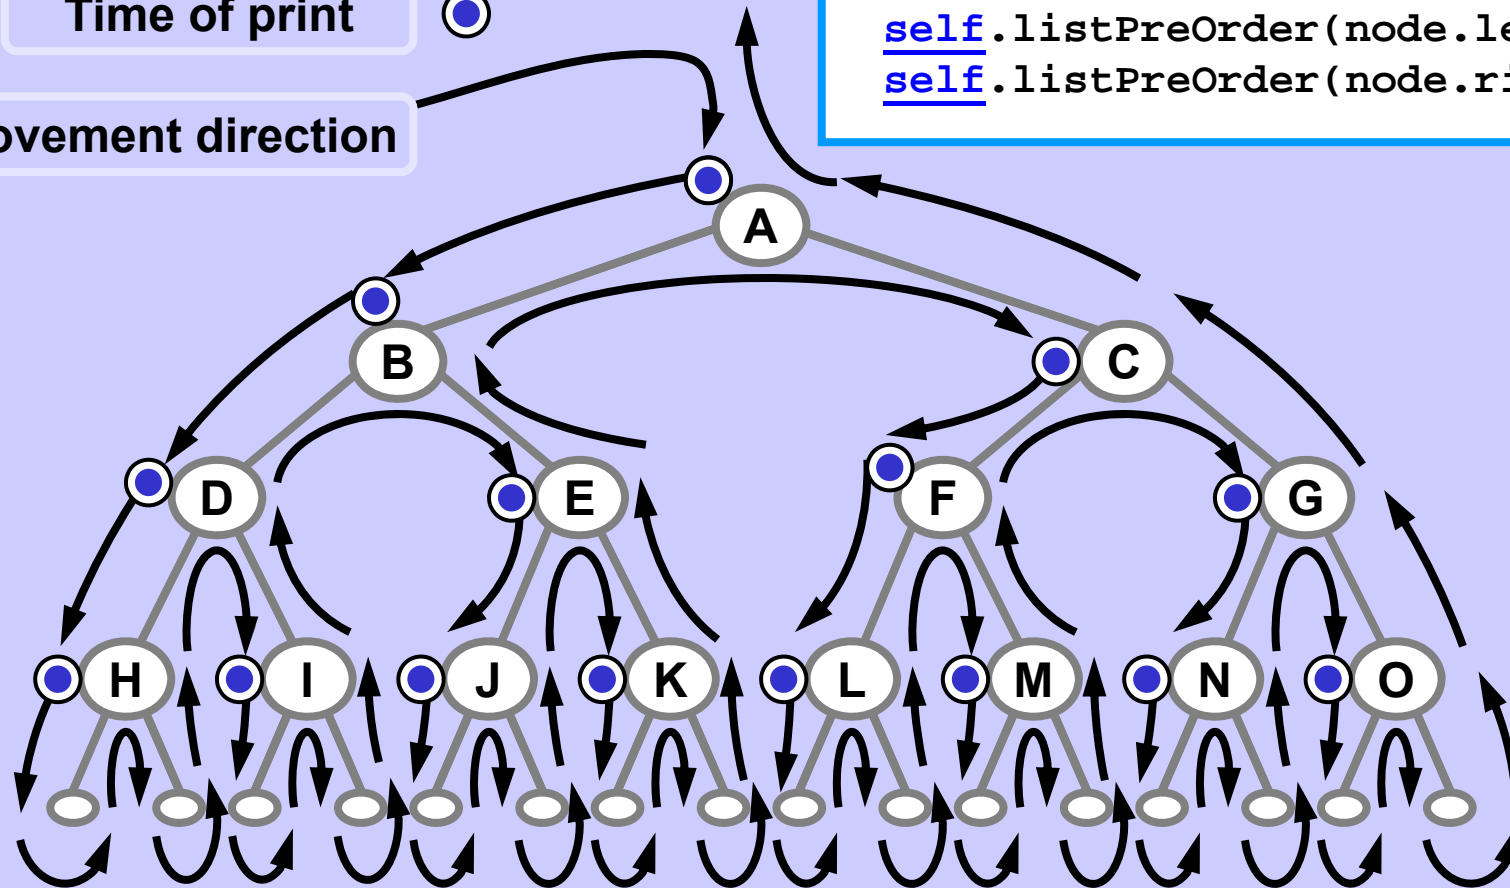 Time of print
self.listPreOrder(node.le
self.listPreOrder(node.ri
ovement direction
A
B
C
D
E
F
G
H
I
J
K
L
M
N
O